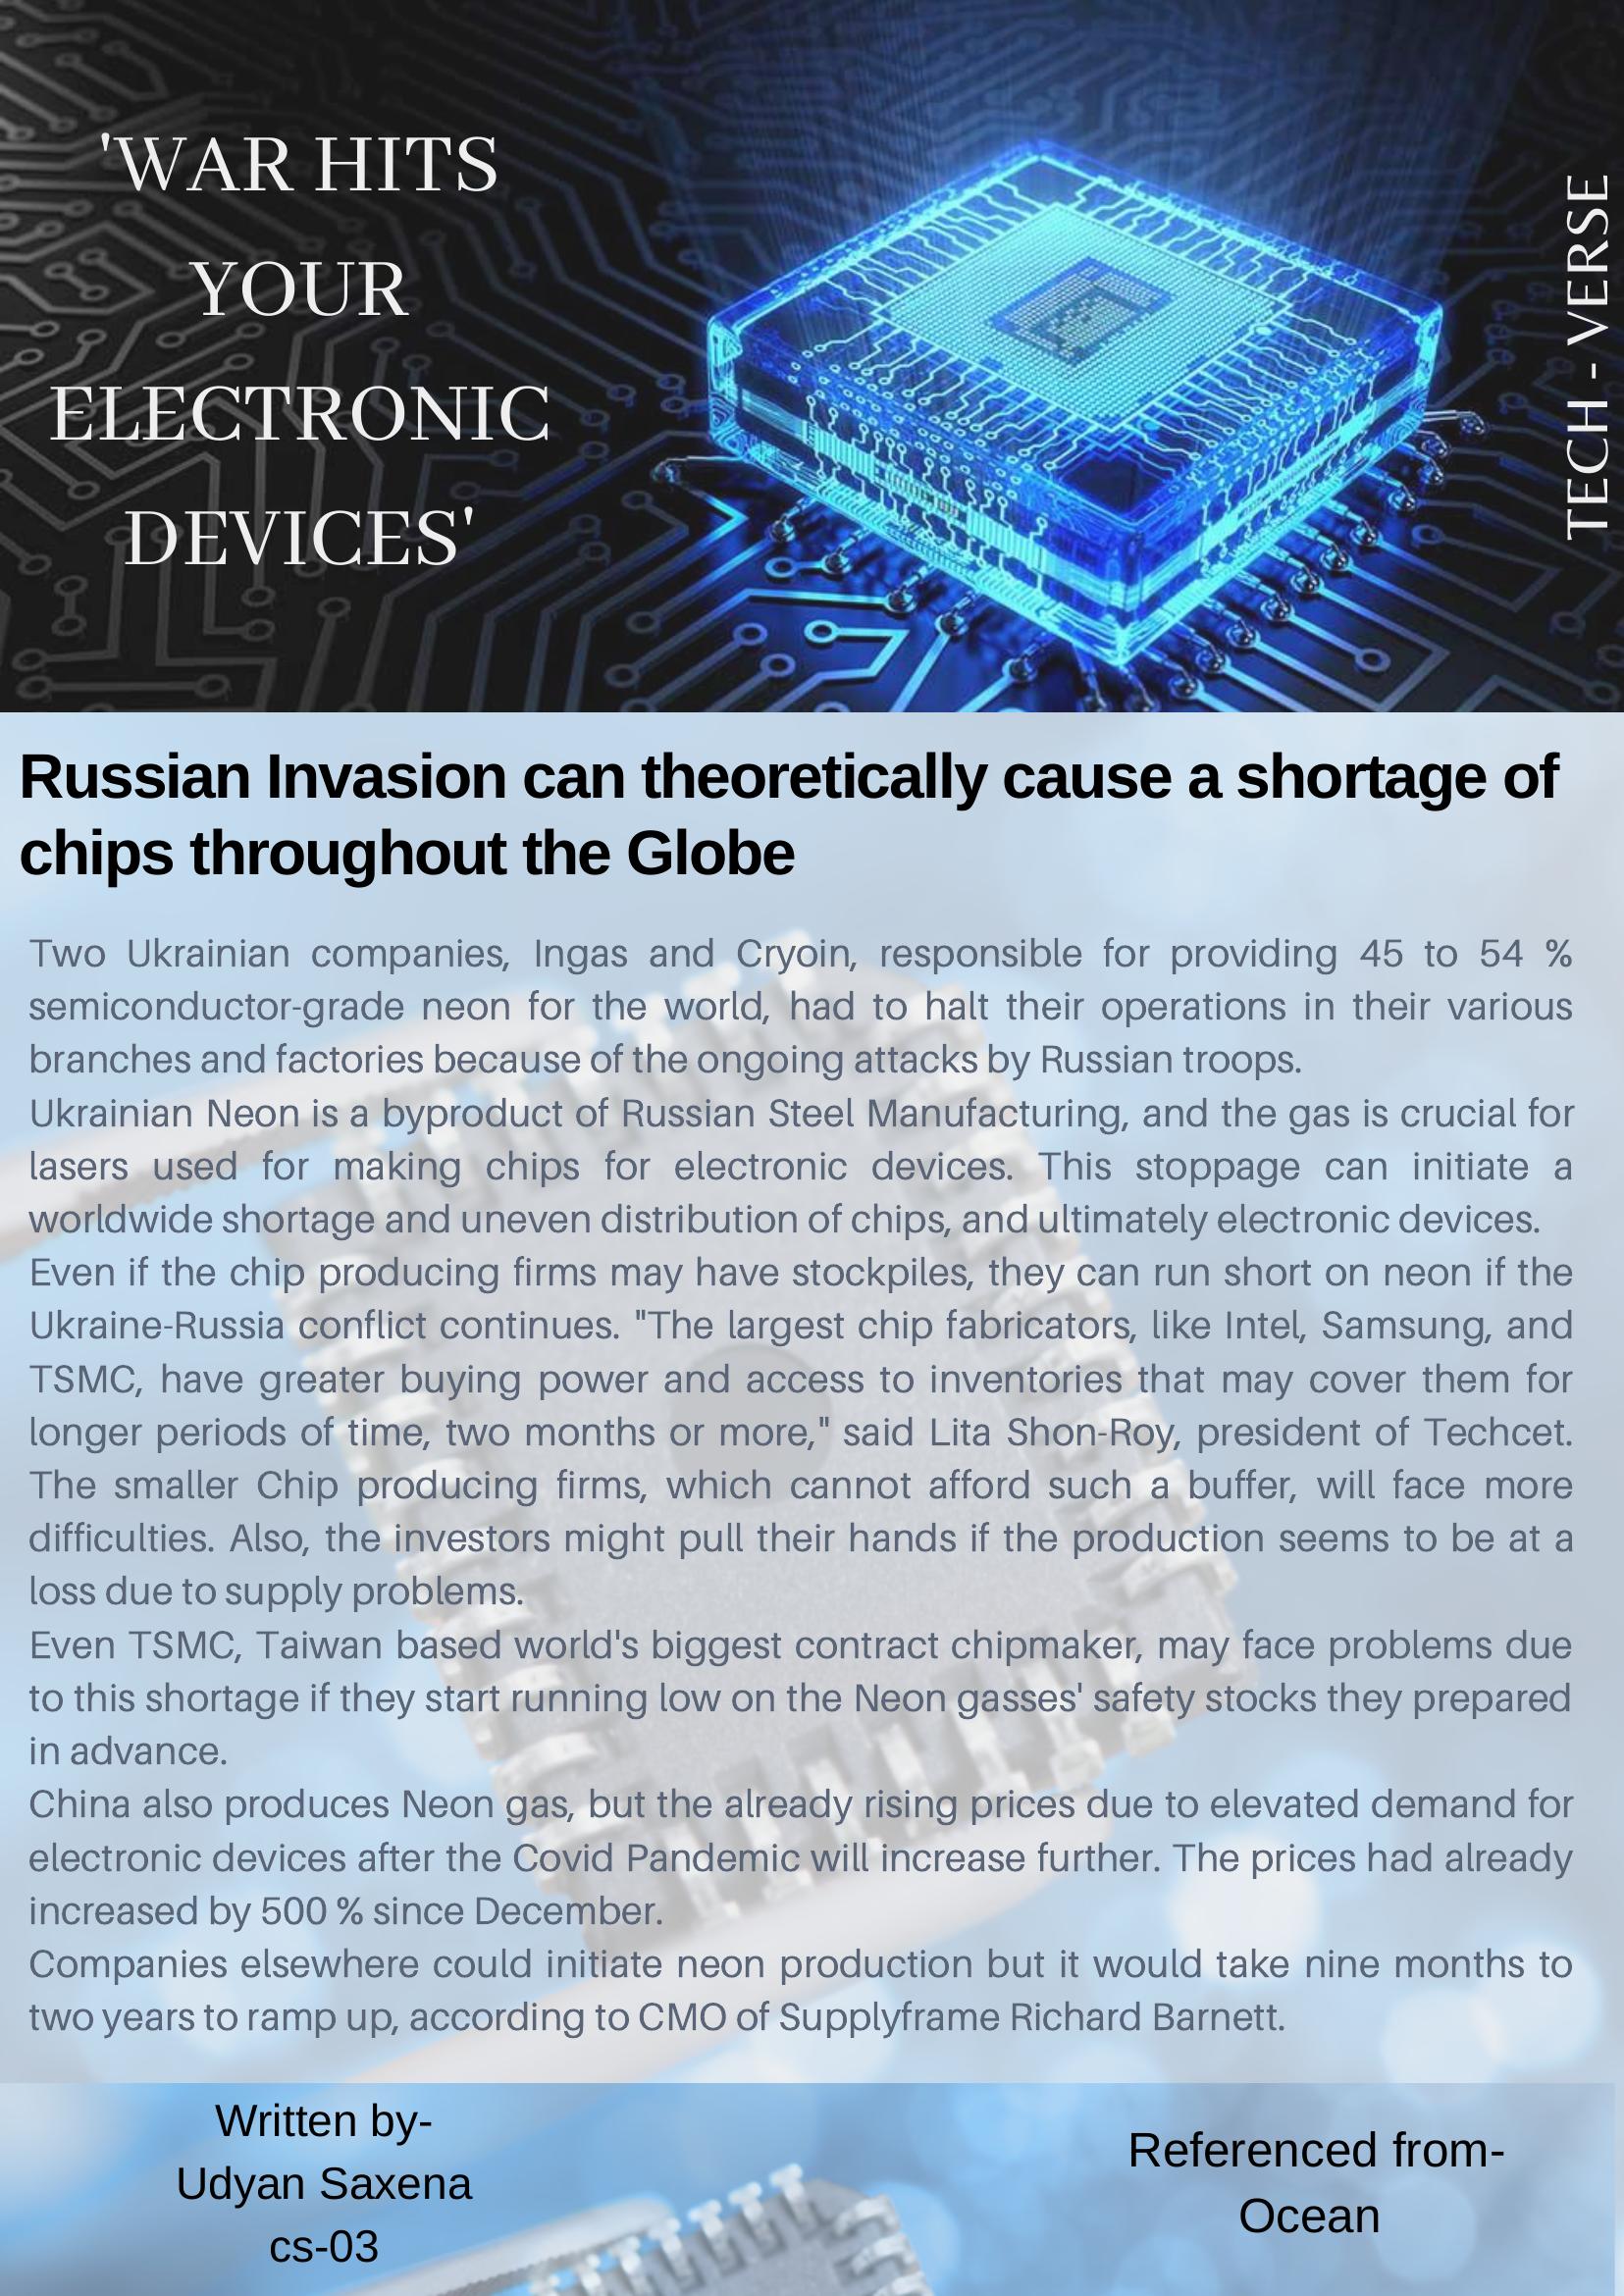 'WAR HITS
YOUR
ELECTRONIC
DEVICES'
TECH - VERSE
Russian Invasion can theoretically cause a shortage of
chips throughout the Globe
Two Ukrainian companies, Ingas and Cryoin, responsible for providing 45 to 54 %
semiconductor-grade neon for the world, had to halt their operations in their various
branches and factories because of the ongoing attacks by Russian troops.
Ukrainian Neon is a byproduct of Russian Steel Manufacturing, and the gas is crucial for
lasers used for making chips for electronic devices. This stoppage can initiate a
worldwide shortage and uneven distribution of chips, and ultimately electronic devices.
Even if the chip producing firms may have stockpiles, they can run short on neon if the
Ukraine-Russia conflict continues. "The largest chip fabricators, like Intel, Samsung, and
TSMC, have greater buying power and access to inventories that may cover them for
longer periods of time, two months or more," said Lita Shon-Roy, president of Techcet.
The smaller Chip producing firms, which cannot afford such a buffer, will face more
difficulties. Also, the investors might pull their hands if the production seems to be at a
loss due to supply problems.
Even TSMC, Taiwan based world's biggest contract chipmaker, may face problems due
to this shortage if they start running low on the Neon gasses' safety stocks they prepared
in advance.
China also produces Neon gas, but the already rising prices due to elevated demand for
electronic devices after the Covid Pandemic will increase further. The prices had already
increased by 500 % since December.
Companies elsewhere could initiate neon production but it would take nine months to
two years to ramp up, according to CMO of Supplyframe Richard Barnett.
Written by-
Udyan Saxena
cs-03
Referenced from-
Ocean